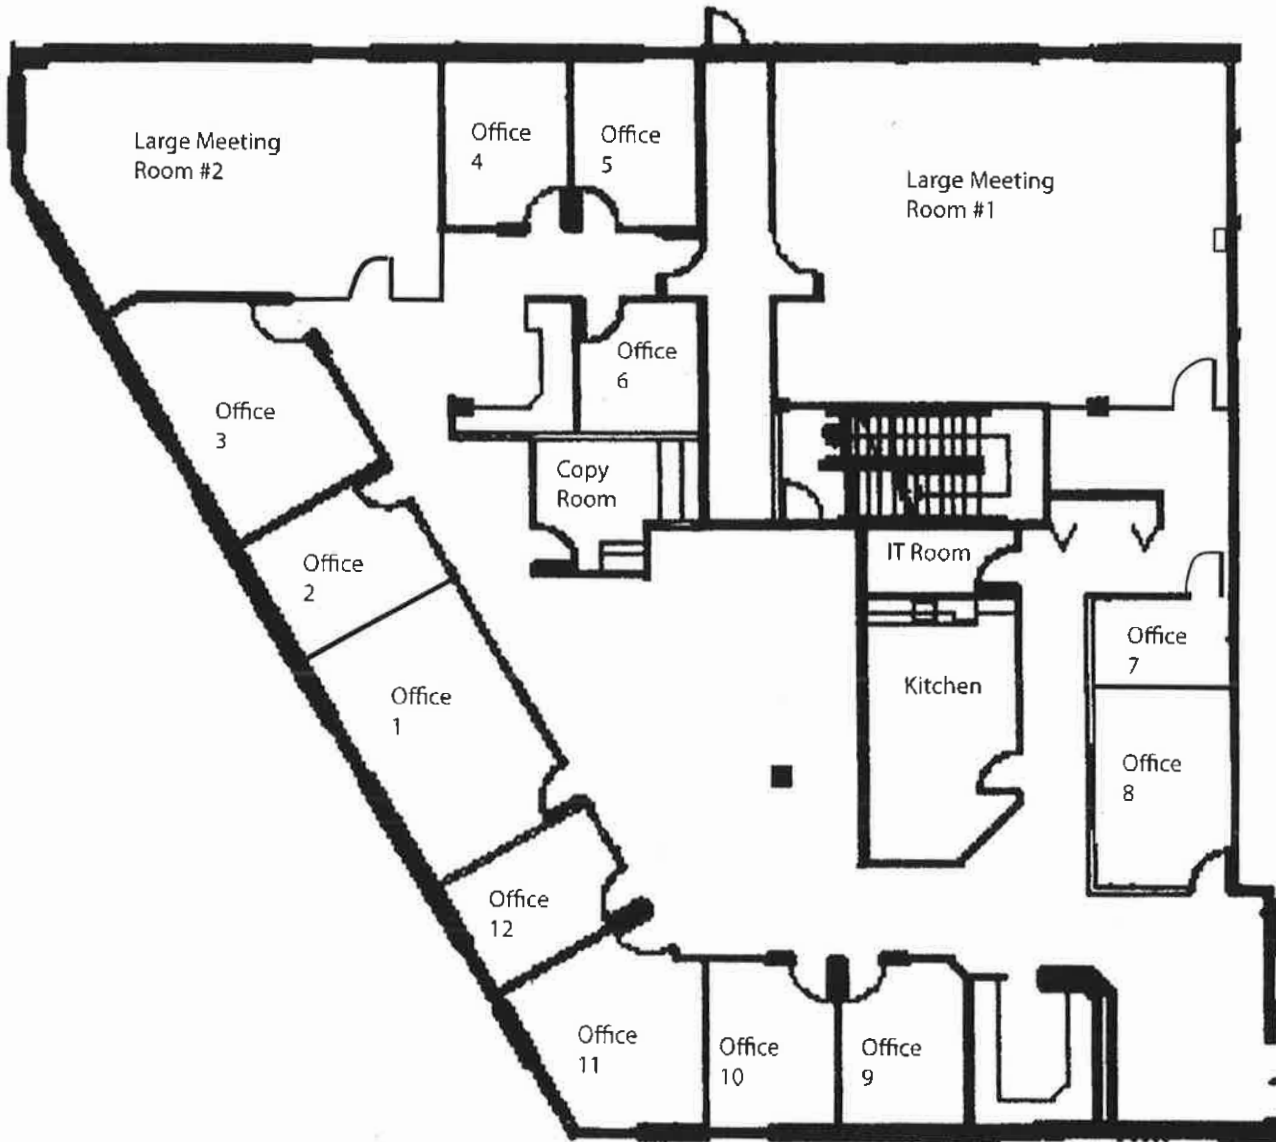 Large Meeting
Room #2
Office
4
Office
5
Large Meeting
Room #1
Office
6
Office
3
Copy
Room
IT Room
Office
2
Office
7
Kitchen
Office
1
Office
8
Office
12
Office
11
Office
10
Office
9